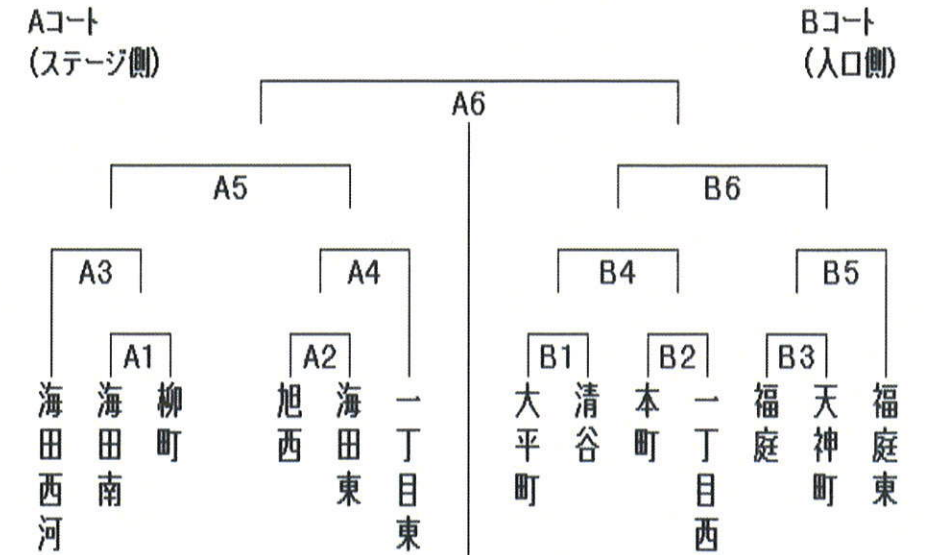 Aコート
(ステージ側)
Bコート
(入口側)
A6
A5
B6
A3
A4
B4
B5
A1
A2
B1
B2
B3
海田西河
海田南
柳町
旭西
海田東
一丁目東
大平町
清谷
本町
一丁目西
福庭
天神町
福庭東